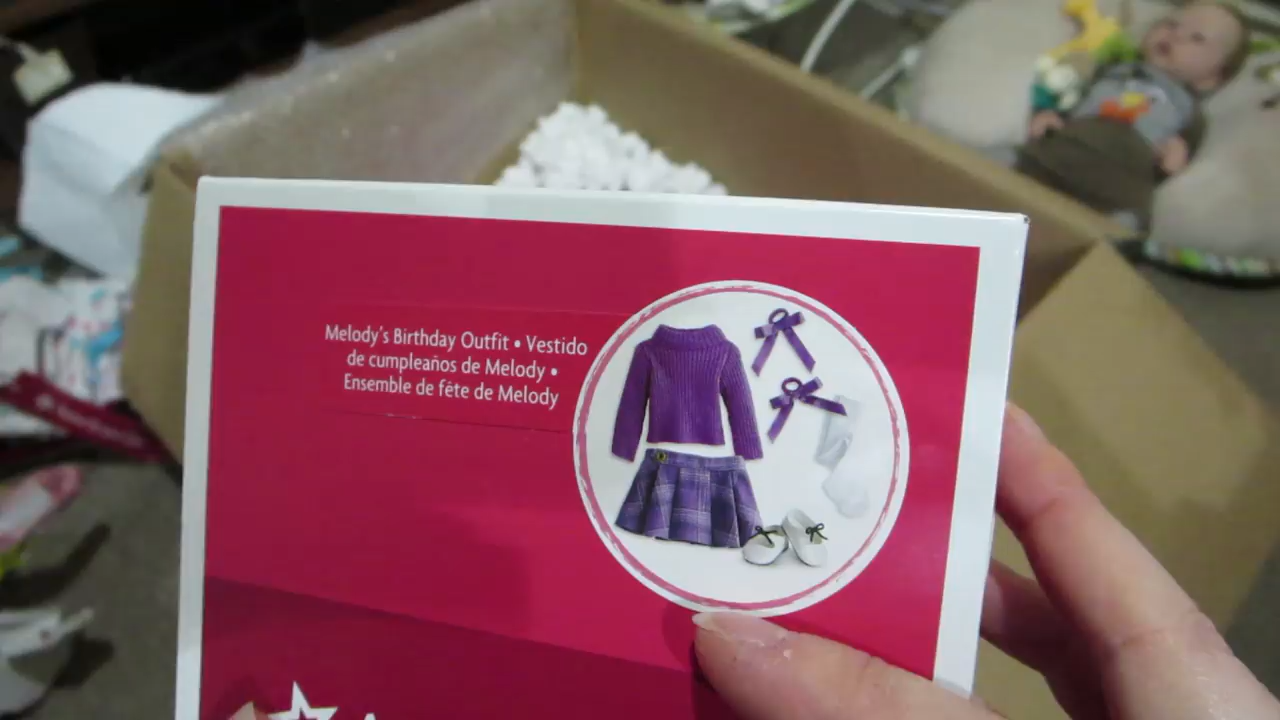 Melody's Birthday Outfit • Vestido
de cumpleaños de Melody •
Ensemble de fête de Melody